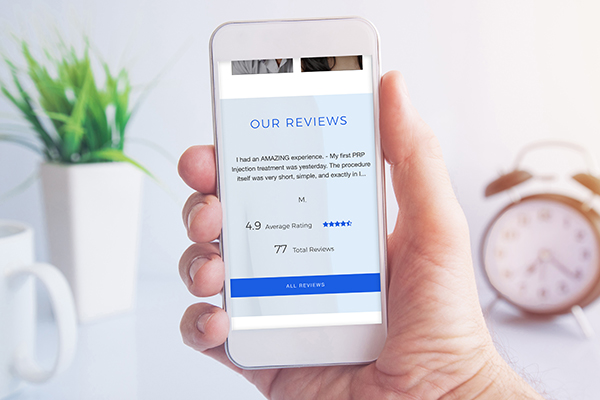 OUR REVIEWS
I had an AMAZING experience. - My first PRP
Injection treatment was yesterday. The procedure
itself was very short, simple, and exactly in l...
M.
4.9 Average Rating
77 Total Reviews
ALL REVIEWS